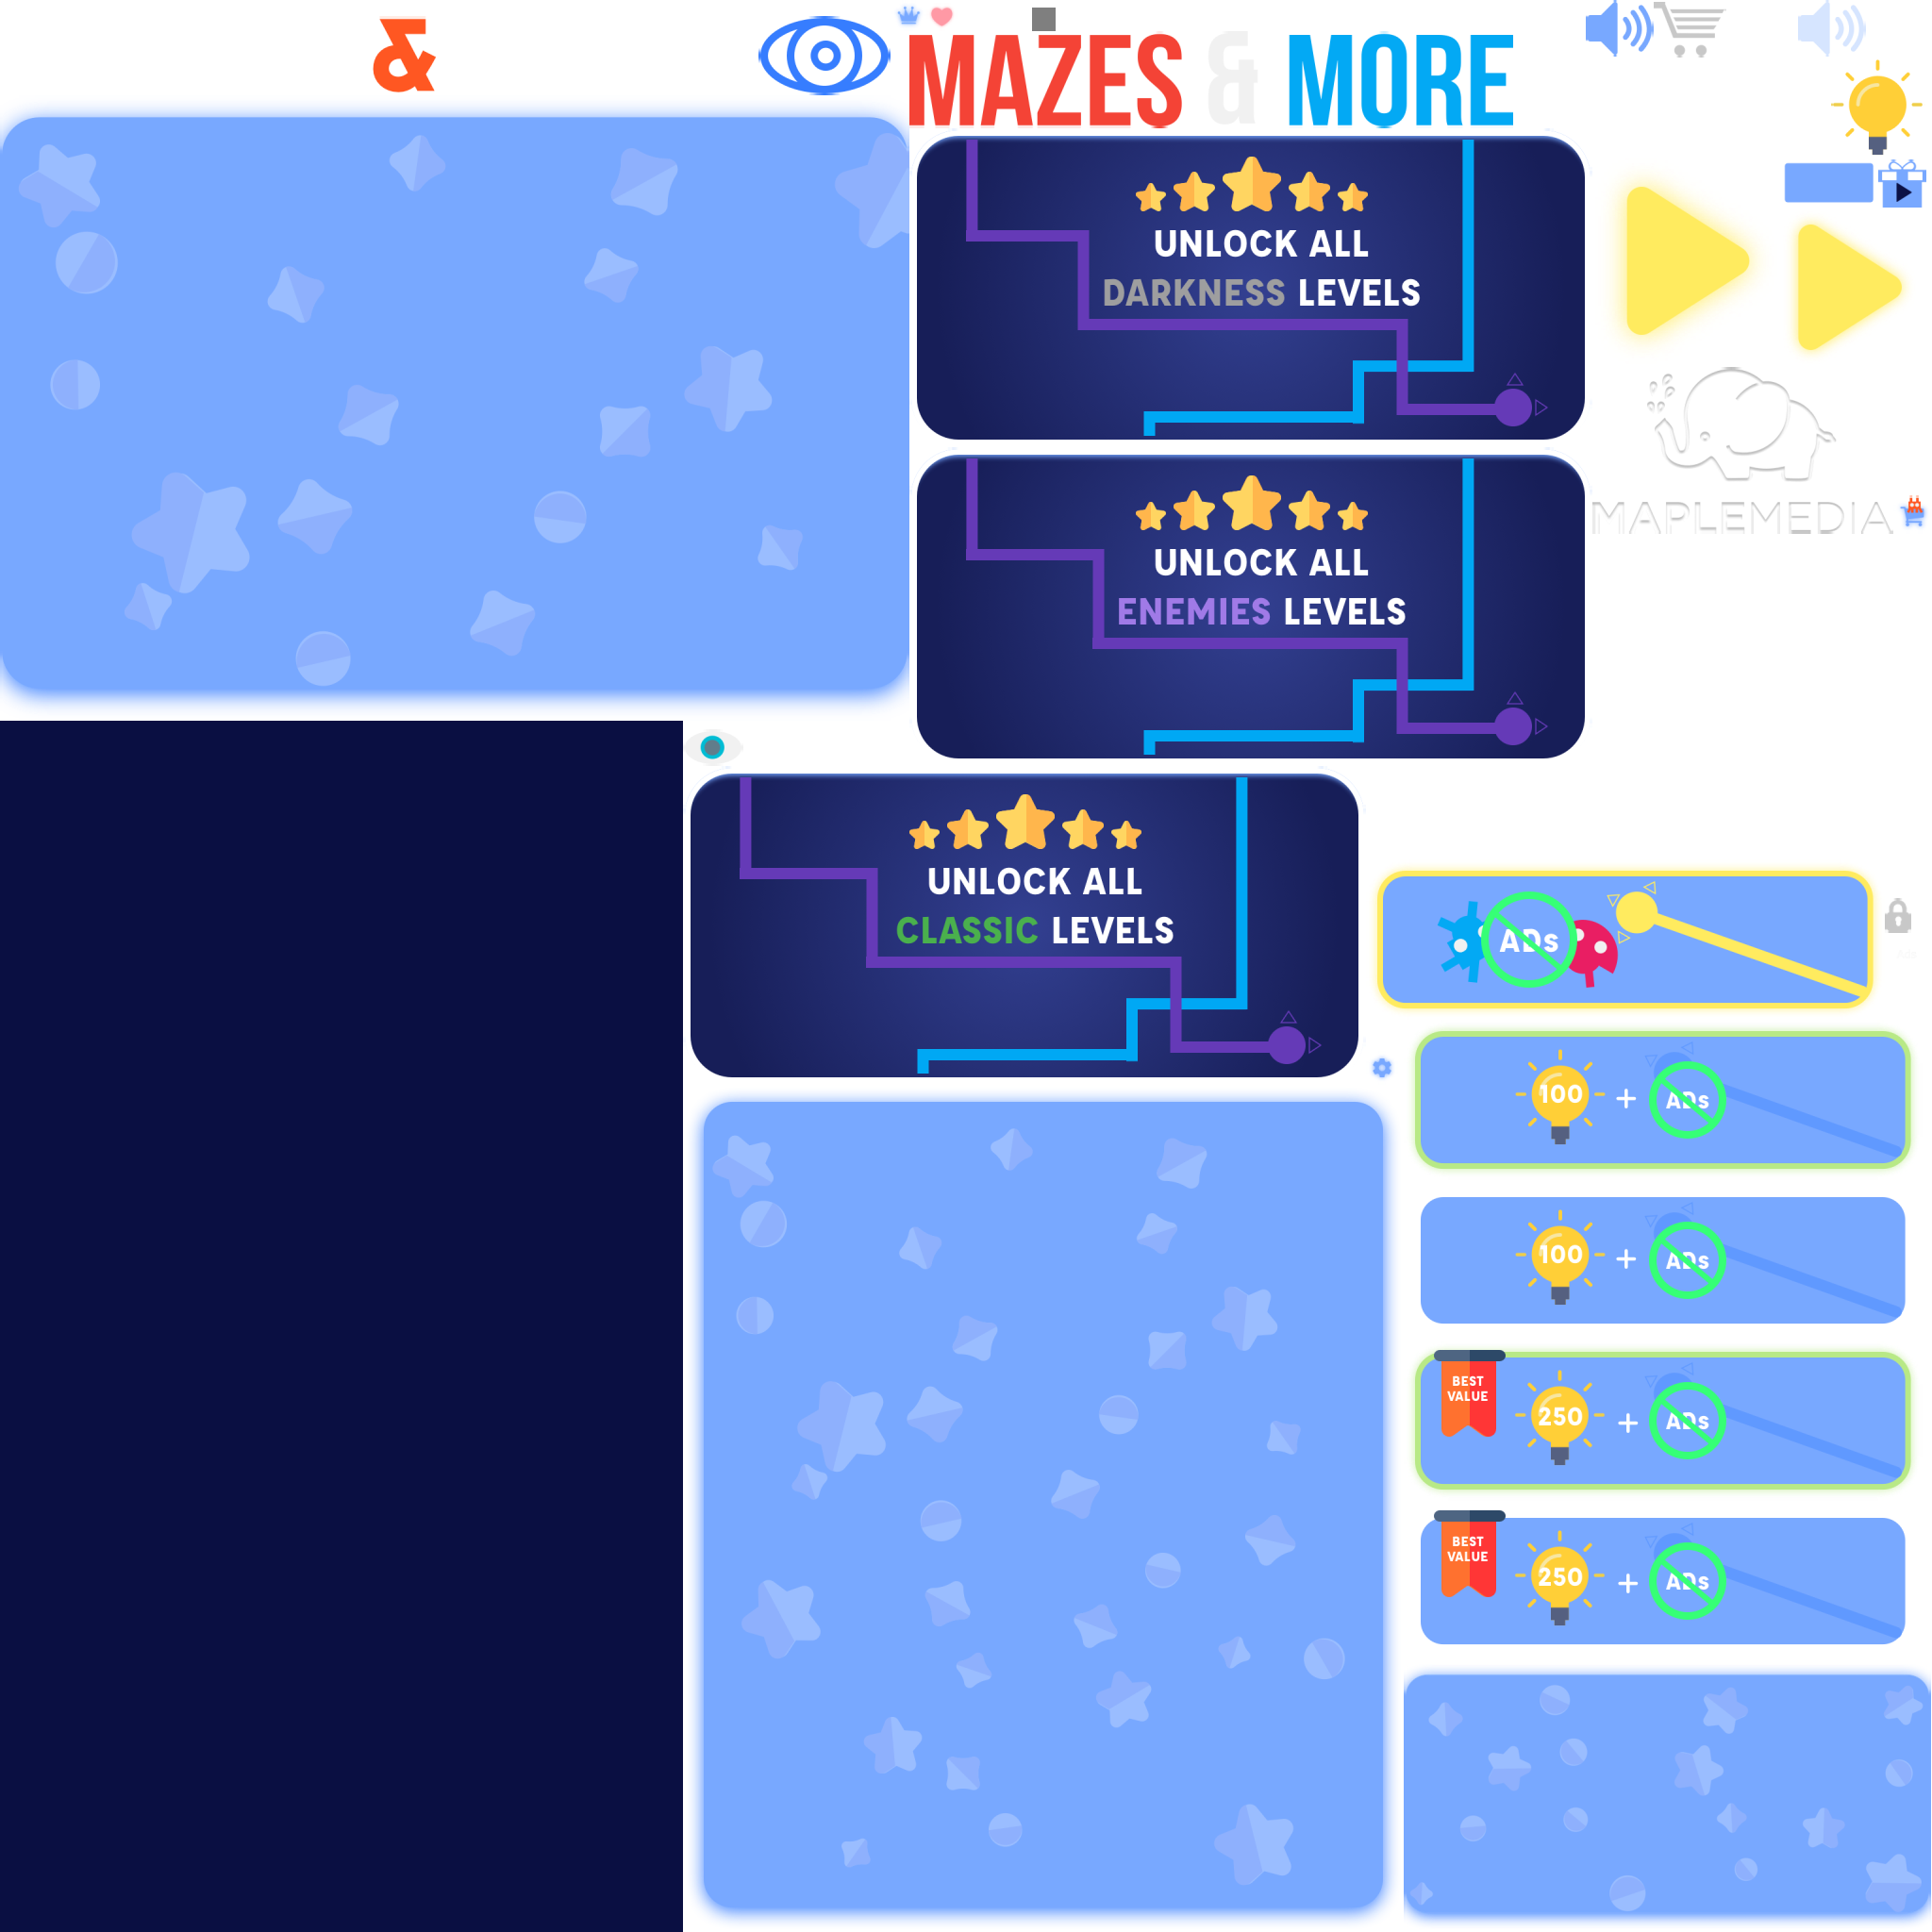 &
MAZES & MORE
UNLOCK ALL
DARKNESS LEVELS
MAPLEMEDIA
UNLOCK ALL
ENEMIES LEVELS
UNLOCK ALL
CLASSIC LEVELS
ADs
100 + ADs
100 + ADs
BEST
VALUE
250 + ADs
BEST
VALUE
250 + ADs